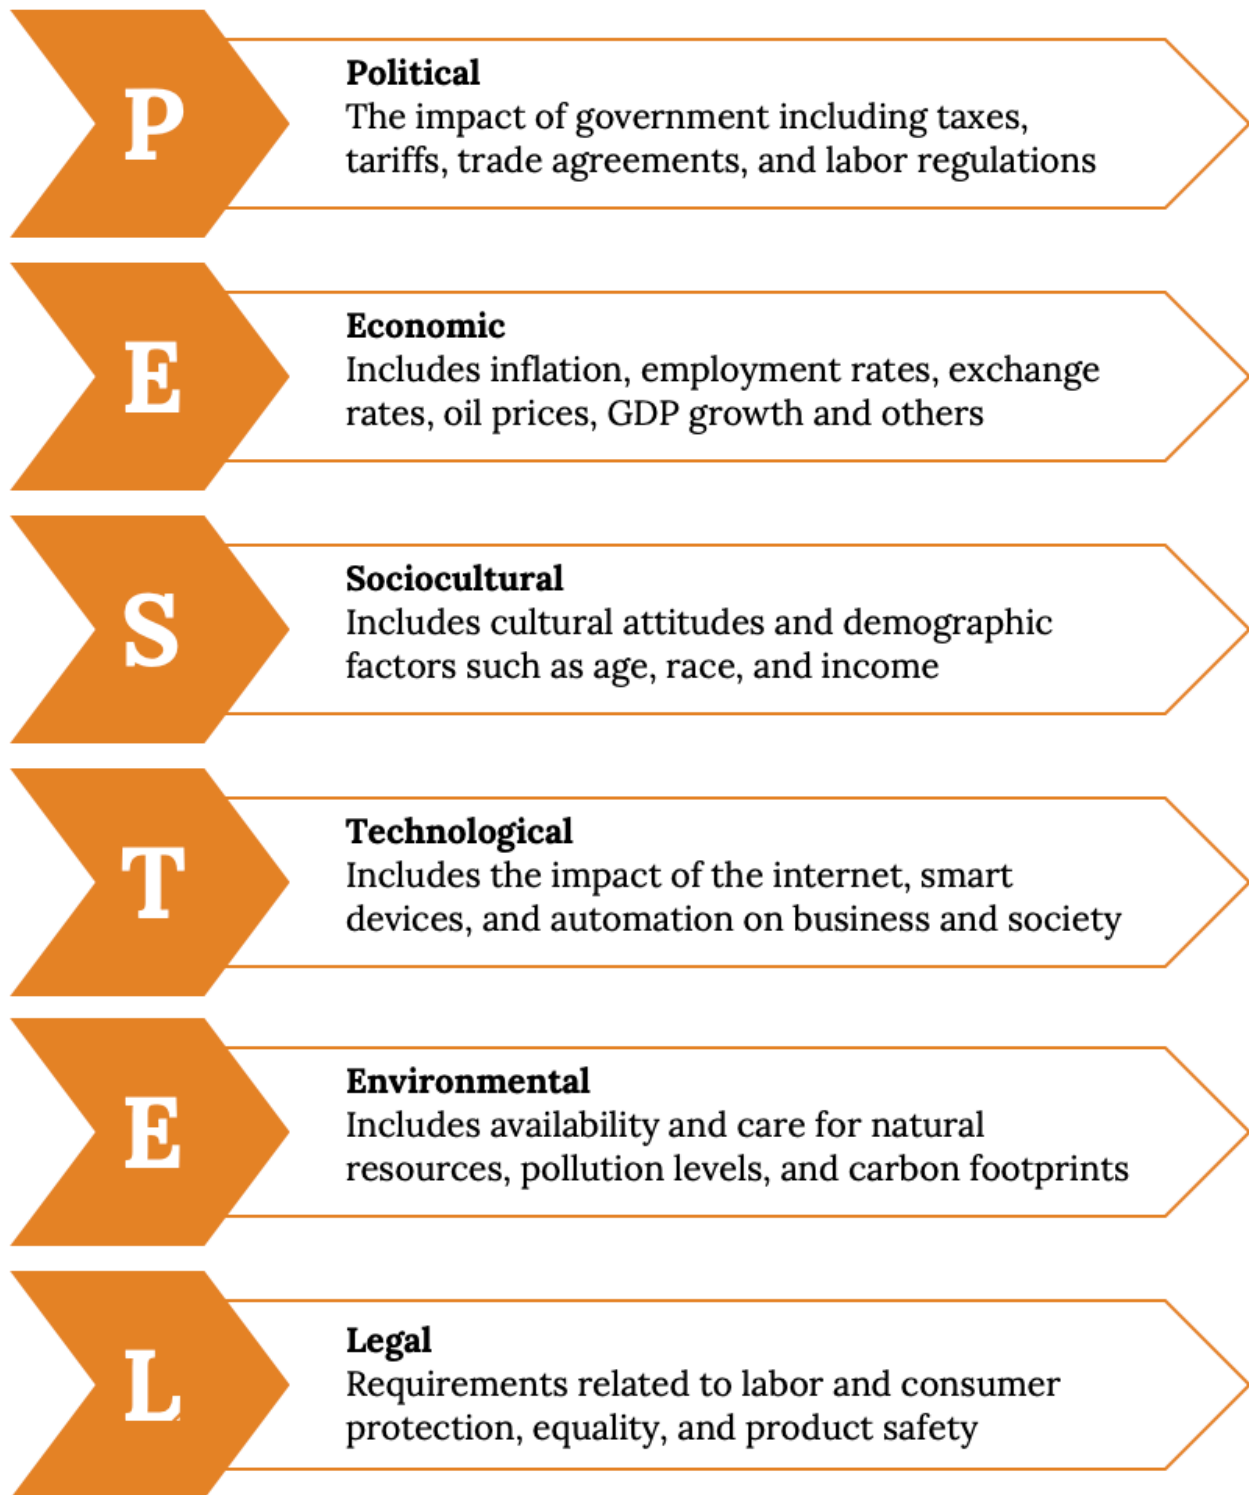 P
Political
The impact of government including taxes,
tariffs, trade agreements, and labor regulations
E
Economic
Includes inflation, employment rates, exchange
rates, oil prices, GDP growth and others
S
Sociocultural
Includes cultural attitudes and demographic
factors such as age, race, and income
T
Technological
Includes the impact of the internet, smart
devices, and automation on business and society
E
Environmental
Includes availability and care for natural
resources, pollution levels, and carbon footprints
L
Legal
Requirements related to labor and consumer
protection, equality, and product safety